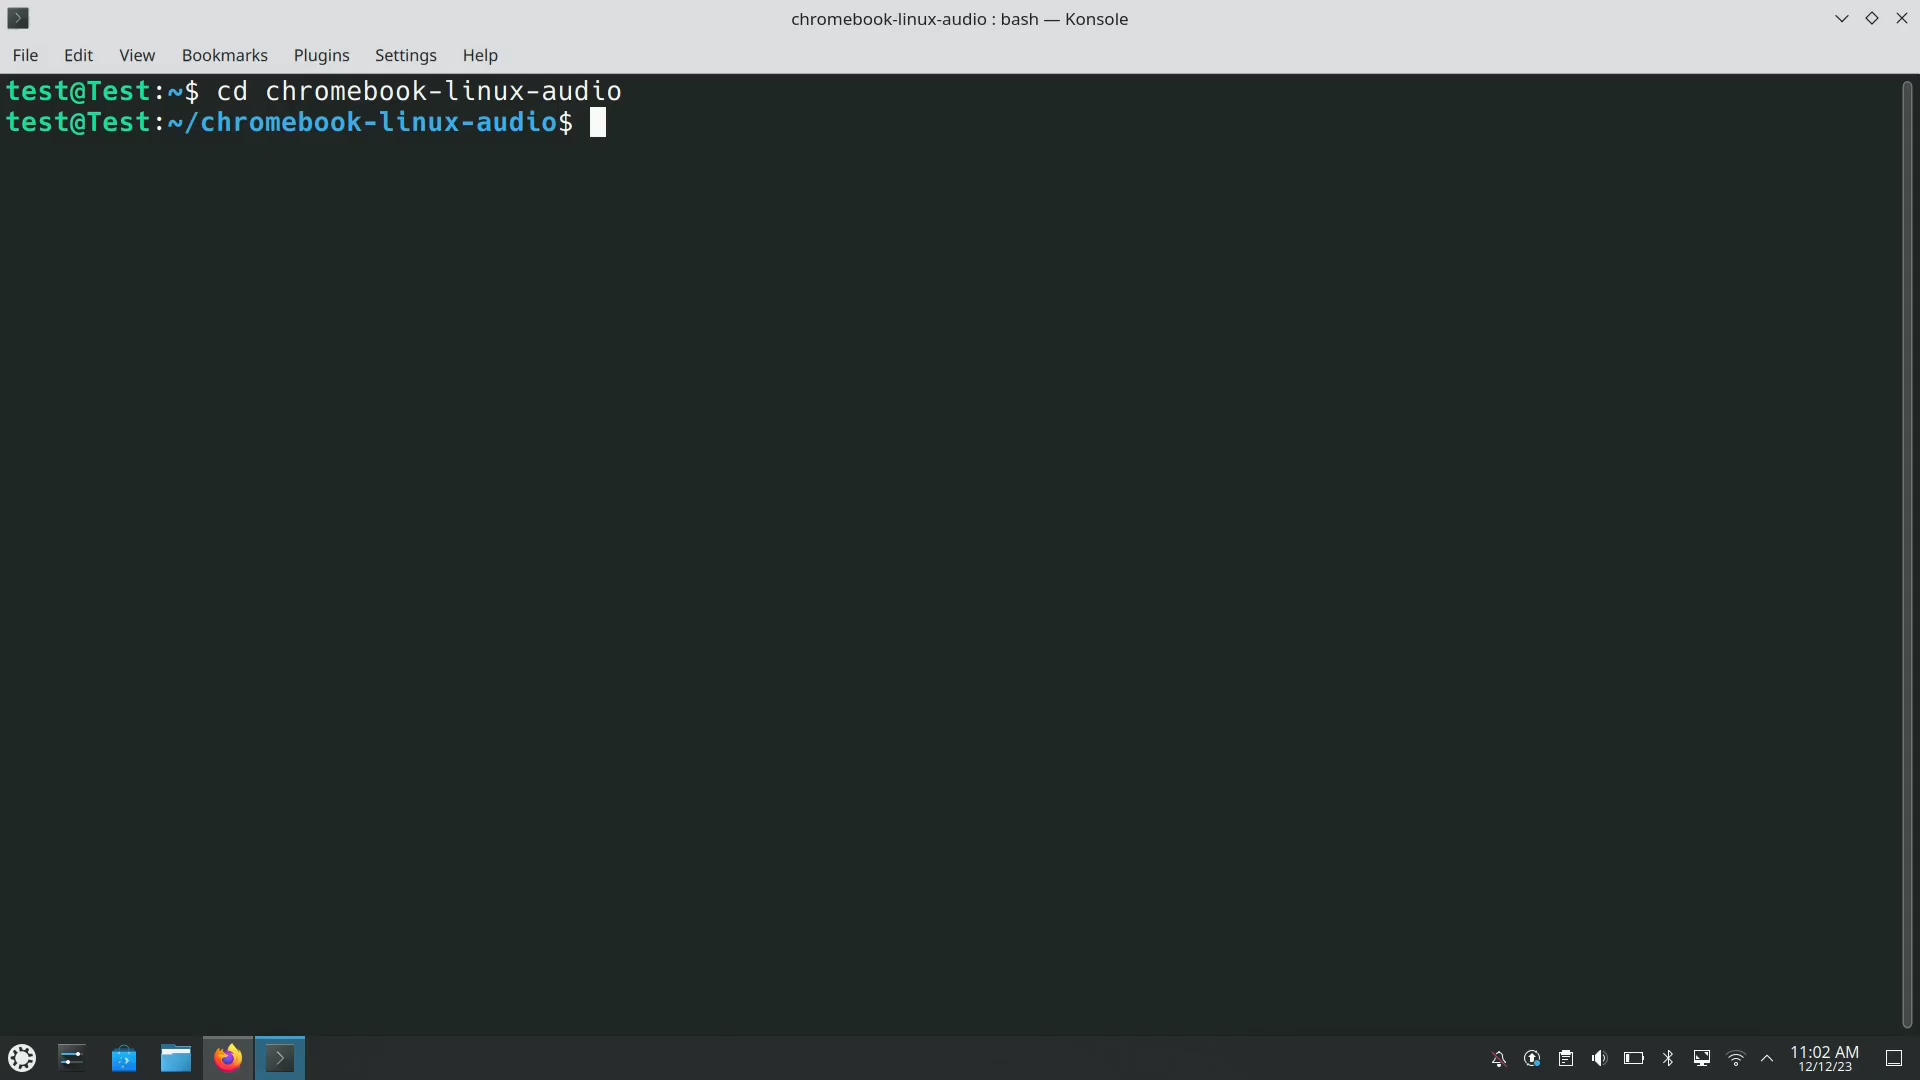 chromebook-linux-audio : bash — Konsole
File Edit View Bookmarks Plugins Settings Help
test@Test:~$ cd chromebook-linux-audio
test@Test:~/chromebook-linux-audio$
11:02 AM
12/12/23